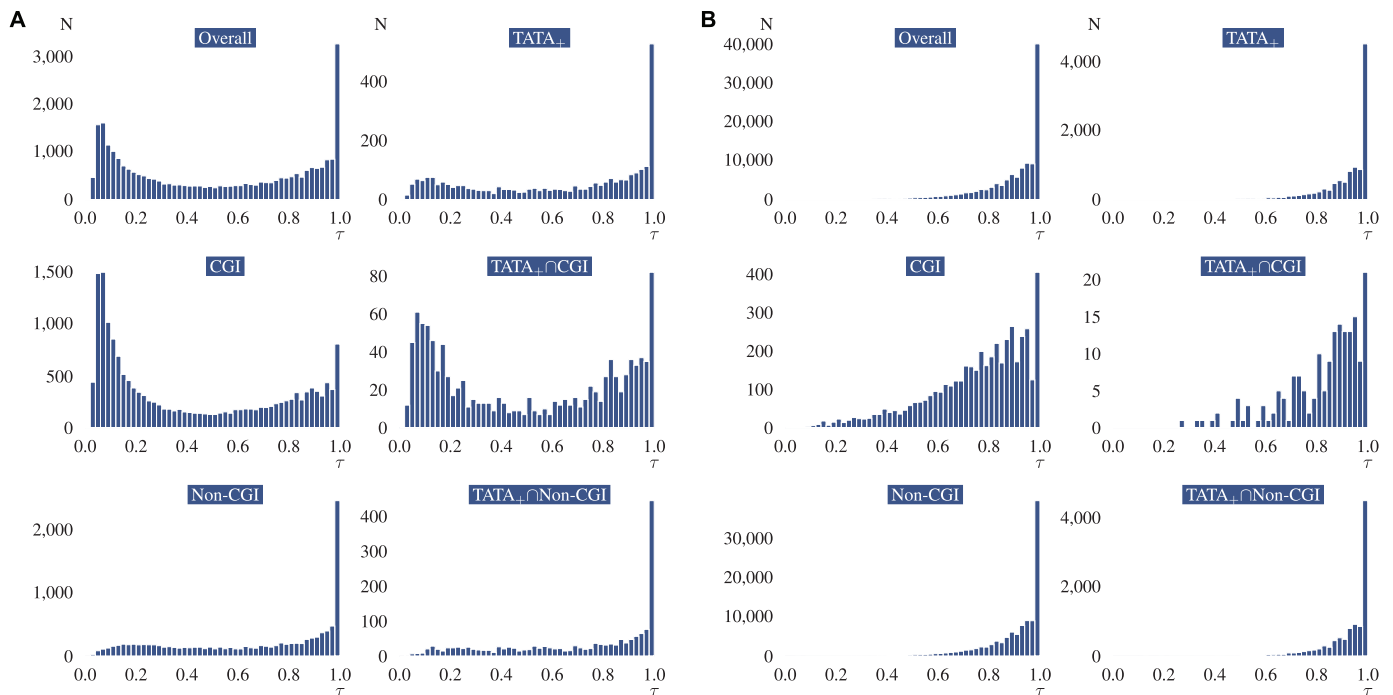 A
N
Overall
3,000
2,000
1,000
0
0.0 0.2 0.4 0.6 0.8 1.0
τ
N
TATA+
400
200
0
0.0 0.2 0.4 0.6 0.8 1.0
τ
CGI
1,500
1,000
500
0
0.0 0.2 0.4 0.6 0.8 1.0
τ
TATA+∩CGI
80
60
40
20
0
0.0 0.2 0.4 0.6 0.8 1.0
τ
Non-CGI
2,000
1,000
0
0.0 0.2 0.4 0.6 0.8 1.0
τ
TATA+∩Non-CGI
400
300
200
100
0
0.0 0.2 0.4 0.6 0.8 1.0
τ
B
N
Overall
40,000
30,000
20,000
10,000
0
0.0 0.2 0.4 0.6 0.8 1.0
τ
N
TATA+
4,000
2,000
0
0.0 0.2 0.4 0.6 0.8 1.0
τ
CGI
400
300
200
100
0
0.0 0.2 0.4 0.6 0.8 1.0
τ
TATA+∩CGI
20
15
10
5
0
0.0 0.2 0.4 0.6 0.8 1.0
τ
Non-CGI
30,000
20,000
10,000
0
0.0 0.2 0.4 0.6 0.8 1.0
τ
TATA+∩Non-CGI
4,000
2,000
0
0.0 0.2 0.4 0.6 0.8 1.0
τ